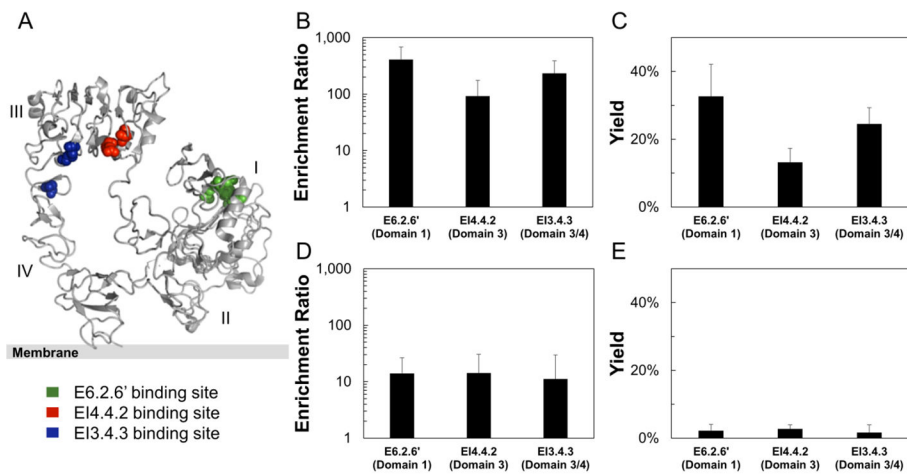 A
III
I
IV
II
Membrane
E6.2.6' binding site
EI4.4.2 binding site
EI3.4.3 binding site
B
Enrichment Ratio
1,000
100
10
1
E6.2.6' EI4.4.2 EI3.4.3
(Domain 1) (Domain 3) (Domain 3/4)
C
Yield
40%
20%
0%
E6.2.6' EI4.4.2 EI3.4.3
(Domain 1) (Domain 3) (Domain 3/4)
D
Enrichment Ratio
1,000
100
10
1
E6.2.6' EI4.4.2 EI3.4.3
(Domain 1) (Domain 3) (Domain 3/4)
E
Yield
40%
20%
0%
E6.2.6' EI4.4.2 EI3.4.3
(Domain 1) (Domain 3) (Domain 3/4)